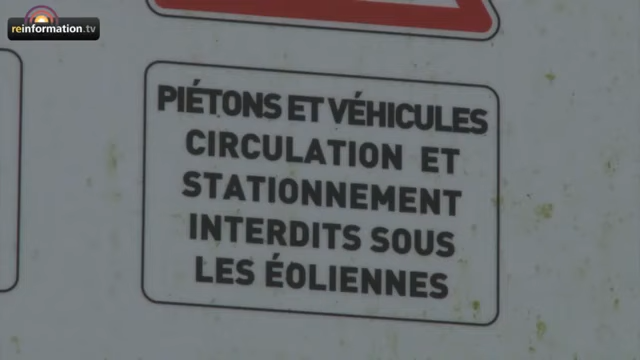 reinformation.tv
PIÉTONS ET VÉHICULES
CIRCULATION ET
STATIONNEMENT
INTERDITS SOUS
LES ÉOLIENNES